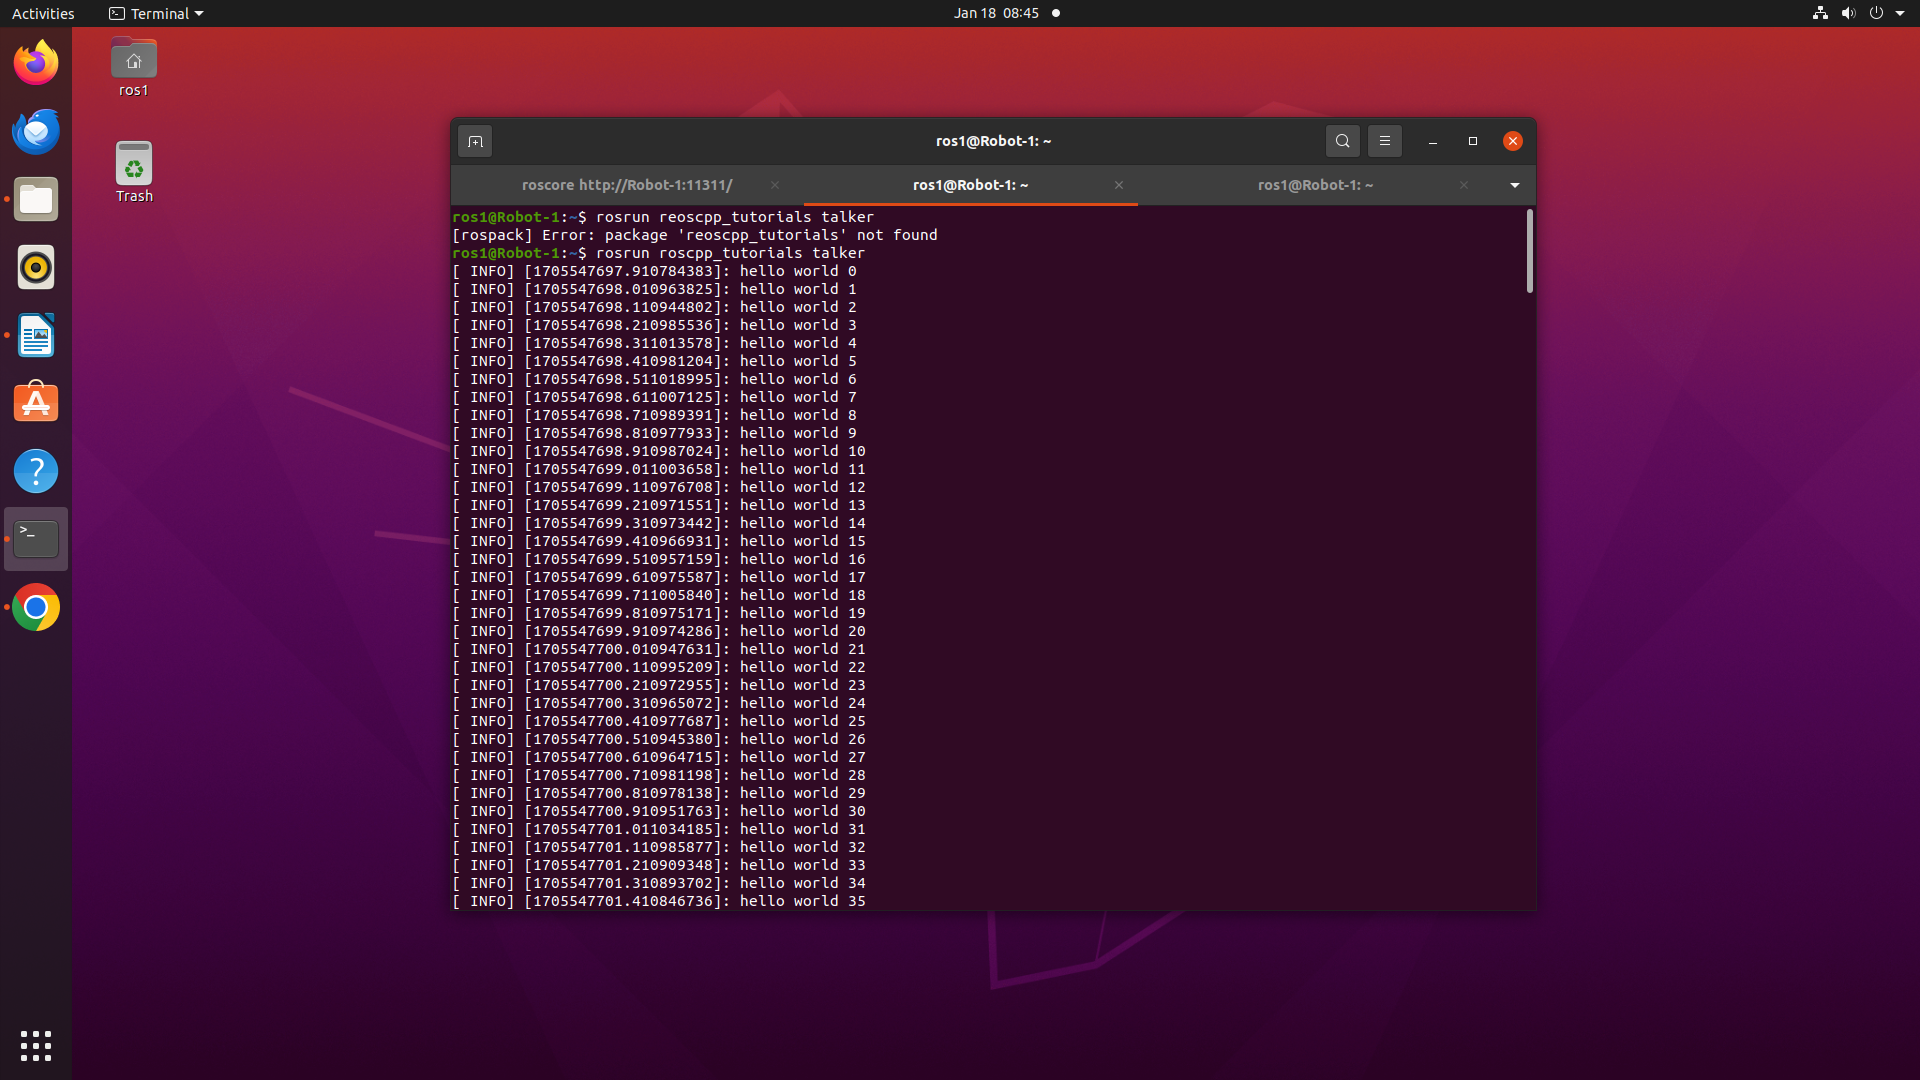 Activities
Terminal
Jan 18 08:45
ros1
Trash
ros1@Robot-1: ~
roscore http://Robot-1:11311/
ros1@Robot-1: ~
ros1@Robot-1: ~
ros1@Robot-1:~$ rosrun reoscpp_tutorials talker
[rospack] Error: package 'reoscpp_tutorials' not found
ros1@Robot-1:~$ rosrun roscpp_tutorials talker
[ INFO] [1705547697.910784383]: hello world 0
[ INFO] [1705547698.010963825]: hello world 1
[ INFO] [1705547698.110944802]: hello world 2
[ INFO] [1705547698.210985536]: hello world 3
[ INFO] [1705547698.311013578]: hello world 4
[ INFO] [1705547698.410981204]: hello world 5
[ INFO] [1705547698.511018995]: hello world 6
[ INFO] [1705547698.611007125]: hello world 7
[ INFO] [1705547698.710989391]: hello world 8
[ INFO] [1705547698.810977933]: hello world 9
[ INFO] [1705547698.910987024]: hello world 10
[ INFO] [1705547699.011003658]: hello world 11
[ INFO] [1705547699.110976708]: hello world 12
[ INFO] [1705547699.210971551]: hello world 13
[ INFO] [1705547699.310973442]: hello world 14
[ INFO] [1705547699.410966931]: hello world 15
[ INFO] [1705547699.510957159]: hello world 16
[ INFO] [1705547699.610975587]: hello world 17
[ INFO] [1705547699.711005840]: hello world 18
[ INFO] [1705547699.810975171]: hello world 19
[ INFO] [1705547699.910974286]: hello world 20
[ INFO] [1705547700.010947631]: hello world 21
[ INFO] [1705547700.110995209]: hello world 22
[ INFO] [1705547700.210972955]: hello world 23
[ INFO] [1705547700.310965072]: hello world 24
[ INFO] [1705547700.410977687]: hello world 25
[ INFO] [1705547700.510945380]: hello world 26
[ INFO] [1705547700.610964715]: hello world 27
[ INFO] [1705547700.710981198]: hello world 28
[ INFO] [1705547700.810978138]: hello world 29
[ INFO] [1705547700.910951763]: hello world 30
[ INFO] [1705547701.011034185]: hello world 31
[ INFO] [1705547701.110985877]: hello world 32
[ INFO] [1705547701.210909348]: hello world 33
[ INFO] [1705547701.310893702]: hello world 34
[ INFO] [1705547701.410846736]: hello world 35